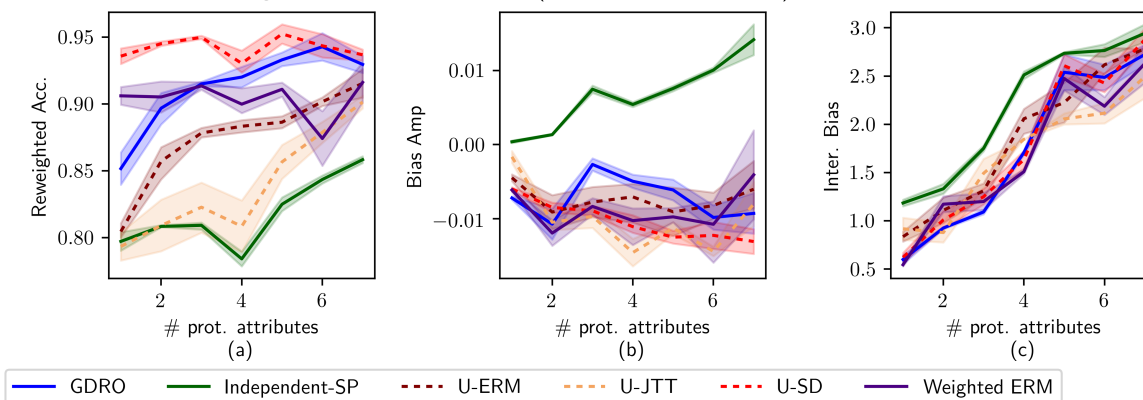 Reweighted Acc.
0.95
0.90
0.85
0.80
2 4 6
# prot. attributes
(a)
Bias Amp
0.01
0.00
−0.01
2 4 6
# prot. attributes
(b)
Inter. Bias
3.0
2.5
2.0
1.5
1.0
0.5
2 4 6
# prot. attributes
(c)
GDRO Independent-SP U-ERM U-JTT U-SD Weighted ERM